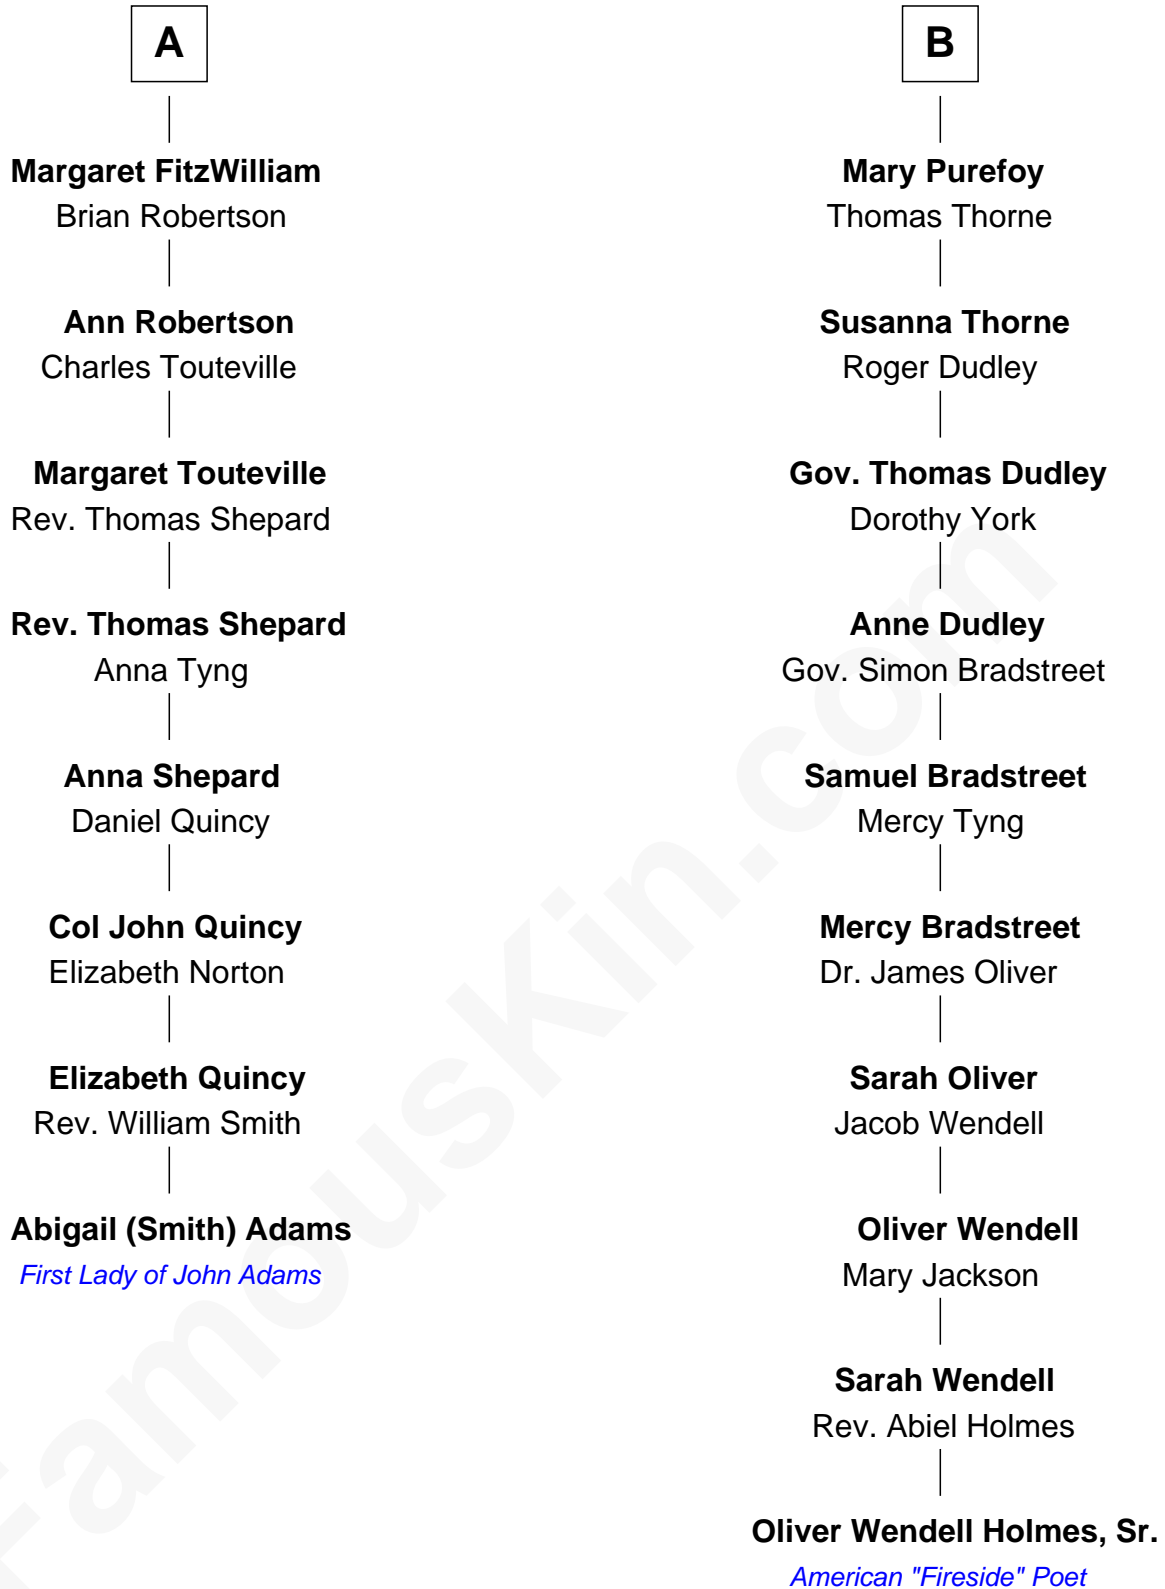 A
Margaret FitzWilliam
Brian Robertson
Ann Robertson
Charles Touteville
Margaret Touteville
Rev. Thomas Shepard
Rev. Thomas Shepard
Anna Tyng
Anna Shepard
Daniel Quincy
Col John Quincy
Elizabeth Norton
Elizabeth Quincy
Rev. William Smith
Abigail (Smith) Adams
First Lady of John Adams
B
Mary Purefoy
Thomas Thorne
Susanna Thorne
Roger Dudley
Gov. Thomas Dudley
Dorothy York
Anne Dudley
Gov. Simon Bradstreet
Samuel Bradstreet
Mercy Tyng
Mercy Bradstreet
Dr. James Oliver
Sarah Oliver
Jacob Wendell
Oliver Wendell
Mary Jackson
Sarah Wendell
Rev. Abiel Holmes
Oliver Wendell Holmes, Sr.
American "Fireside" Poet
FamousKin.com